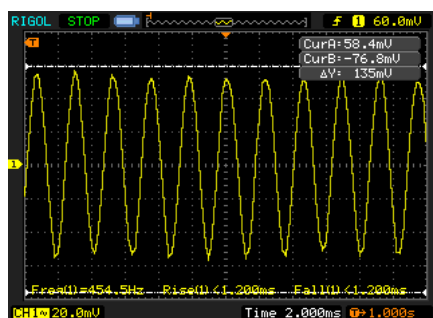 RIGOL STOP T f 1 60.0mV
T
CurA:58.4mV
CurB:-76.8mV
ΔY: 135mV
1
Freq(1)=454.5Hz Rise(1)<1.200ms Fall(1)<1.200ms
CH1~20.0mV Time 2.000ms T→1.000s